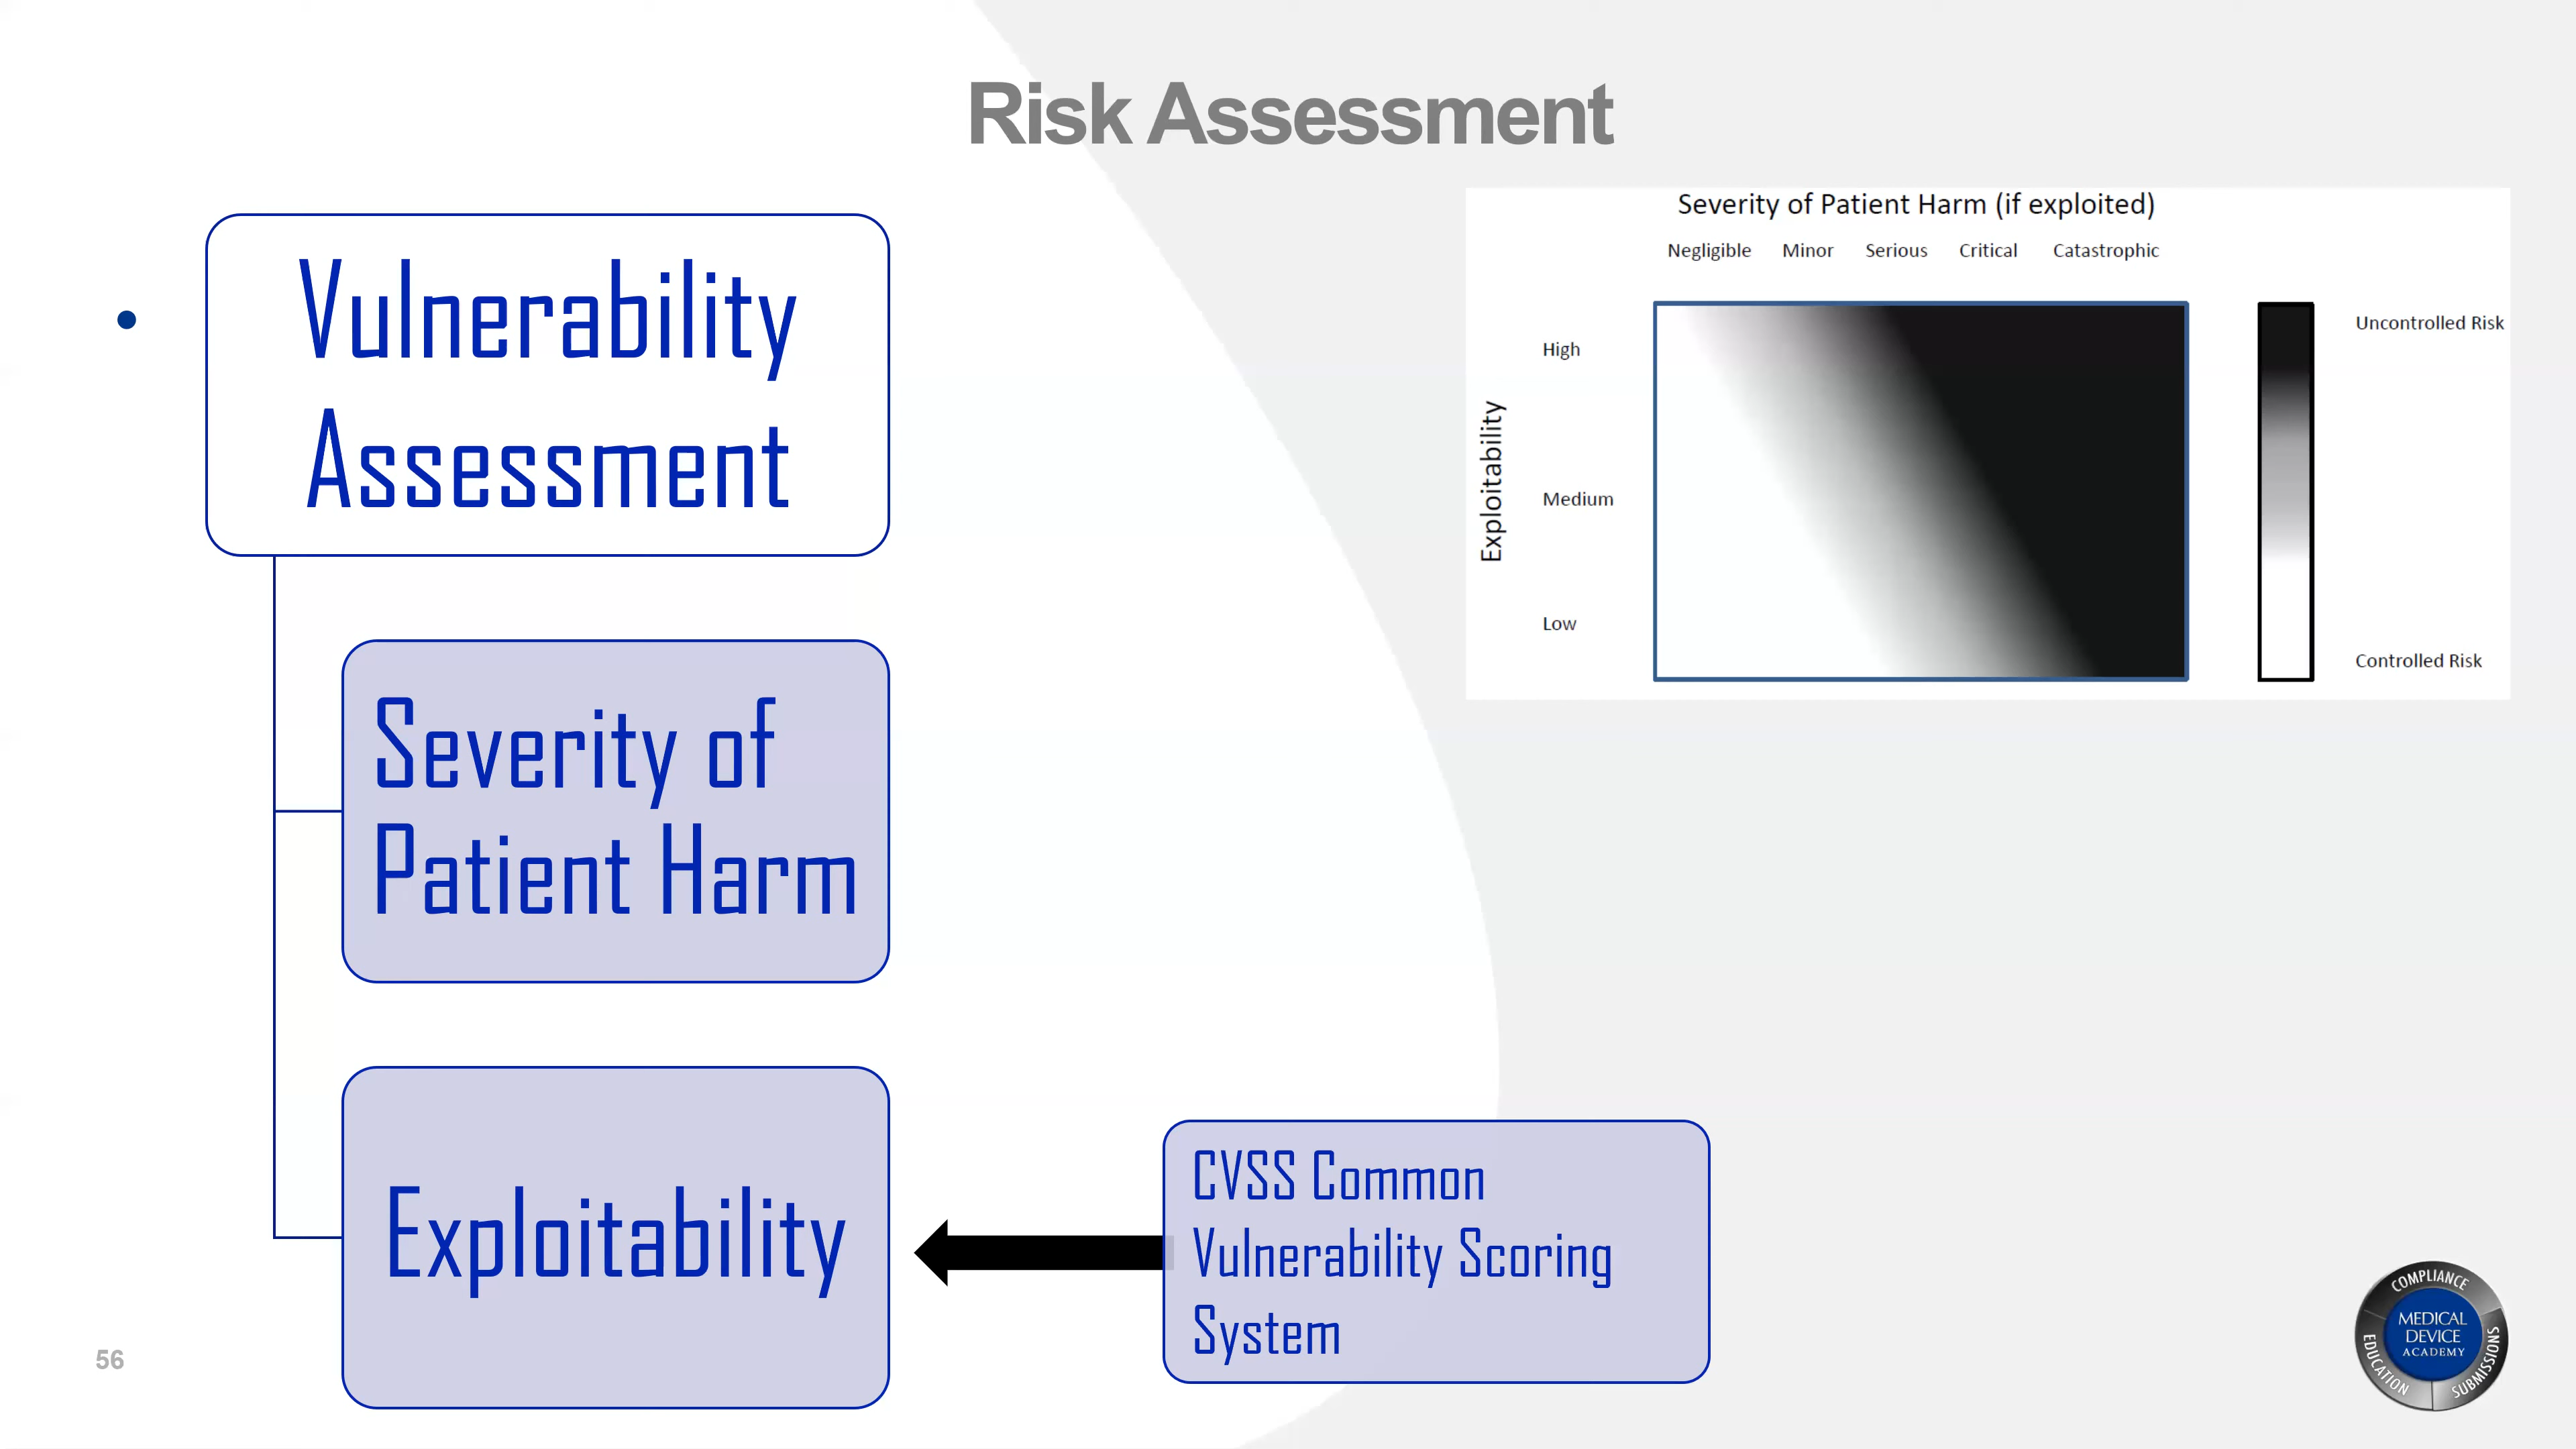 Risk Assessment
•
Vulnerability
Assessment
Severity of
Patient Harm
Exploitability
CVSS Common
Vulnerability Scoring
System
Severity of Patient Harm (if exploited)
Negligible Minor Serious Critical Catastrophic
Exploitability
High
Medium
Low
Uncontrolled Risk
Controlled Risk
56
COMPLIANCE
EDUCATION
SUBMISSIONS
MEDICAL
DEVICE
ACADEMY